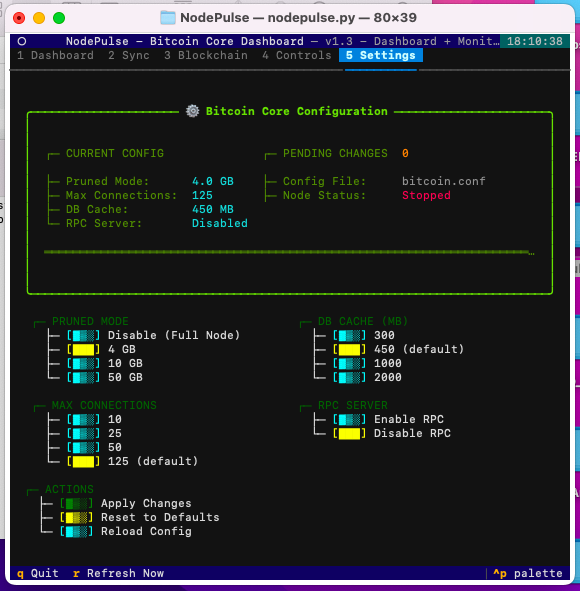 NodePulse — nodepulse.py — 80×39
NodePulse — Bitcoin Core Dashboard — v1.3 - Dashboard + Monit… 18:10:38
1 Dashboard 2 Sync 3 Blockchain 4 Controls 5 Settings
Bitcoin Core Configuration
CURRENT CONFIG PENDING CHANGES 0
Pruned Mode: 4.0 GB Config File: bitcoin.conf
Max Connections: 125 Node Status: Stopped
DB Cache: 450 MB
RPC Server: Disabled
PRUNED MODE DB CACHE (MB)
Disable (Full Node) 300
4 GB 450 (default)
10 GB 1000
50 GB 2000
MAX CONNECTIONS RPC SERVER
10 Enable RPC
25 Disable RPC
50
125 (default)
ACTIONS
Apply Changes
Reset to Defaults
Reload Config
q Quit r Refresh Now ^p palette